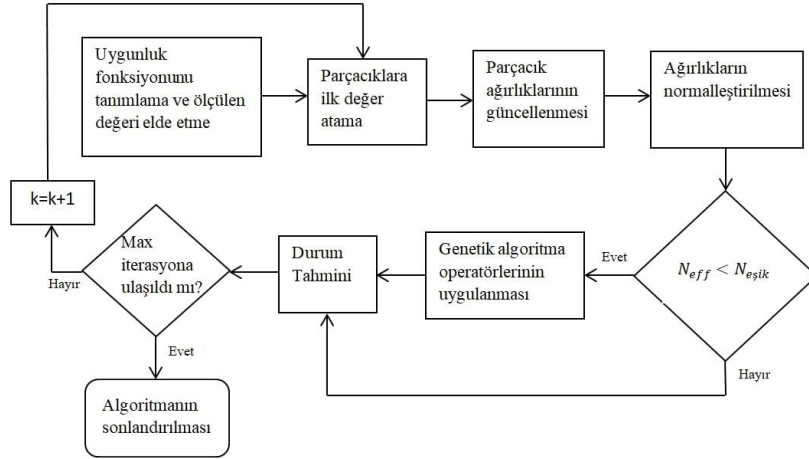 Uygunluk
fonksiyonunu
tanımlama ve ölçülen
değeri elde etme
Parçacıklara
ilk değer
atama
Parçacık
ağırlıklarının
güncellenmesi
Ağırlıkların
normalleştirilmesi
k=k+1
Max
iterasyona
ulaşıldı mı?
Hayır
Durum
Tahmini
Genetik algoritma
operatörlerinin
uygulanması
Evet
N_eff < N_eşik
Evet
Hayır
Algoritmanın
sonlandırılması